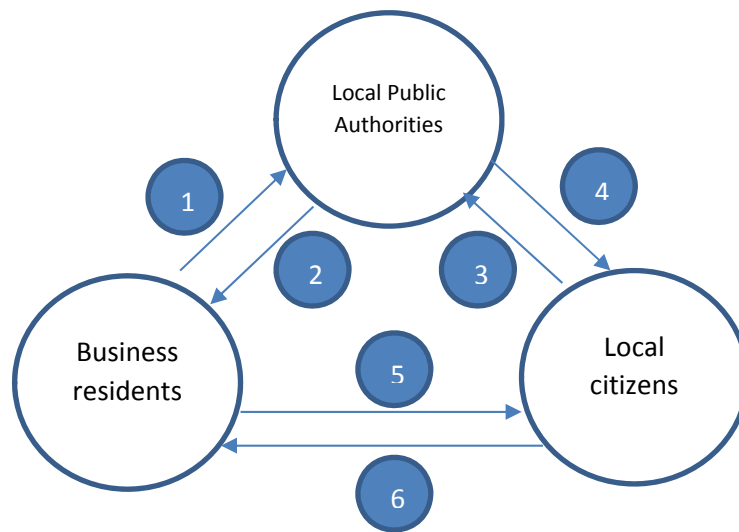 Local Public
Authorities
1
4
2
3
Business
residents
5
Local
citizens
6